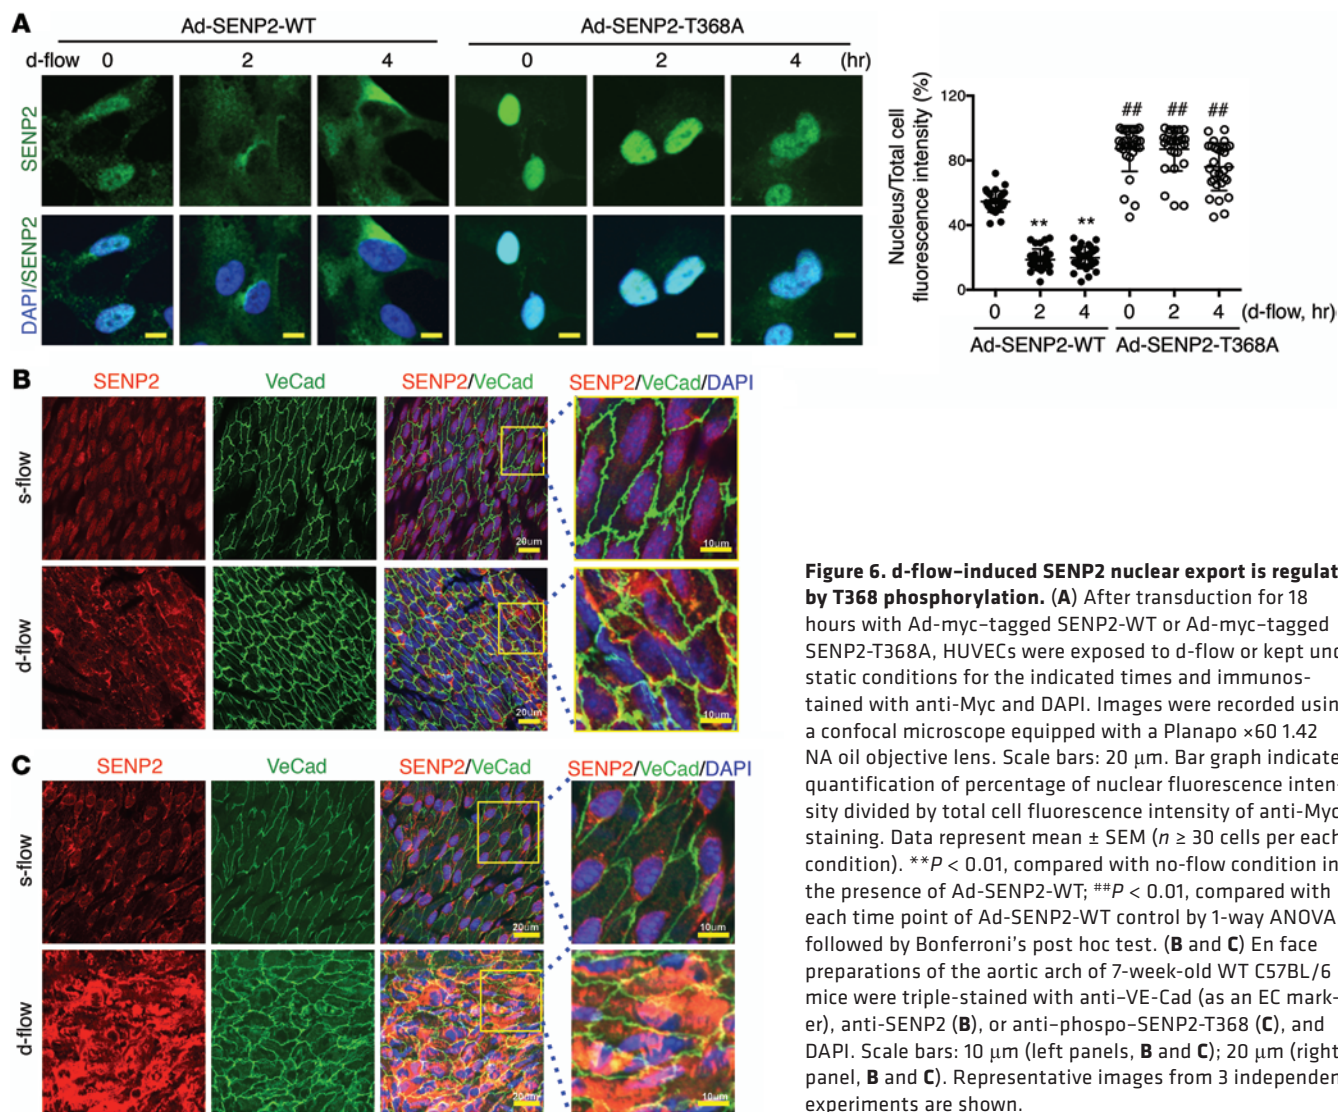 A
Ad-SENP2-WT
Ad-SENP2-T368A
d-flow 0 2 4 0 2 4 (hr)
SENP2
DAPI/SENP2
Nucleus/Total cell
fluorescence intensity (%)
120
80
40
0
** ** ## ## ##
0 2 4 0 2 4 (d-flow, hr)
Ad-SENP2-WT Ad-SENP2-T368A
B
SENP2 VeCad SENP2/VeCad SENP2/VeCad/DAPI
s-flow
20um 10um
d-flow
20um 10um
C
SENP2 VeCad SENP2/VeCad SENP2/VeCad/DAPI
s-flow
20um 10um
d-flow
20um 10um
Figure 6. d-flow–induced SENP2 nuclear export is regulat
by T368 phosphorylation. (A) After transduction for 18
hours with Ad-myc–tagged SENP2-WT or Ad-myc–tagged
SENP2-T368A, HUVECs were exposed to d-flow or kept und
static conditions for the indicated times and immunos-
tained with anti-Myc and DAPI. Images were recorded usin
a confocal microscope equipped with a Planapo ×60 1.42
NA oil objective lens. Scale bars: 20 μm. Bar graph indicate
quantification of percentage of nuclear fluorescence inten-
sity divided by total cell fluorescence intensity of anti-Myc
staining. Data represent mean ± SEM (n ≥ 30 cells per each
condition). **P < 0.01, compared with no-flow condition in
the presence of Ad-SENP2-WT; ##P < 0.01, compared with
each time point of Ad-SENP2-WT control by 1-way ANOVA
followed by Bonferroni's post hoc test. (B and C) En face
preparations of the aortic arch of 7-week-old WT C57BL/6
mice were triple-stained with anti–VE-Cad (as an EC mark-
er), anti-SENP2 (B), or anti–phospo–SENP2-T368 (C), and
DAPI. Scale bars: 10 μm (left panels, B and C); 20 μm (right
panel, B and C). Representative images from 3 independen
experiments are shown.